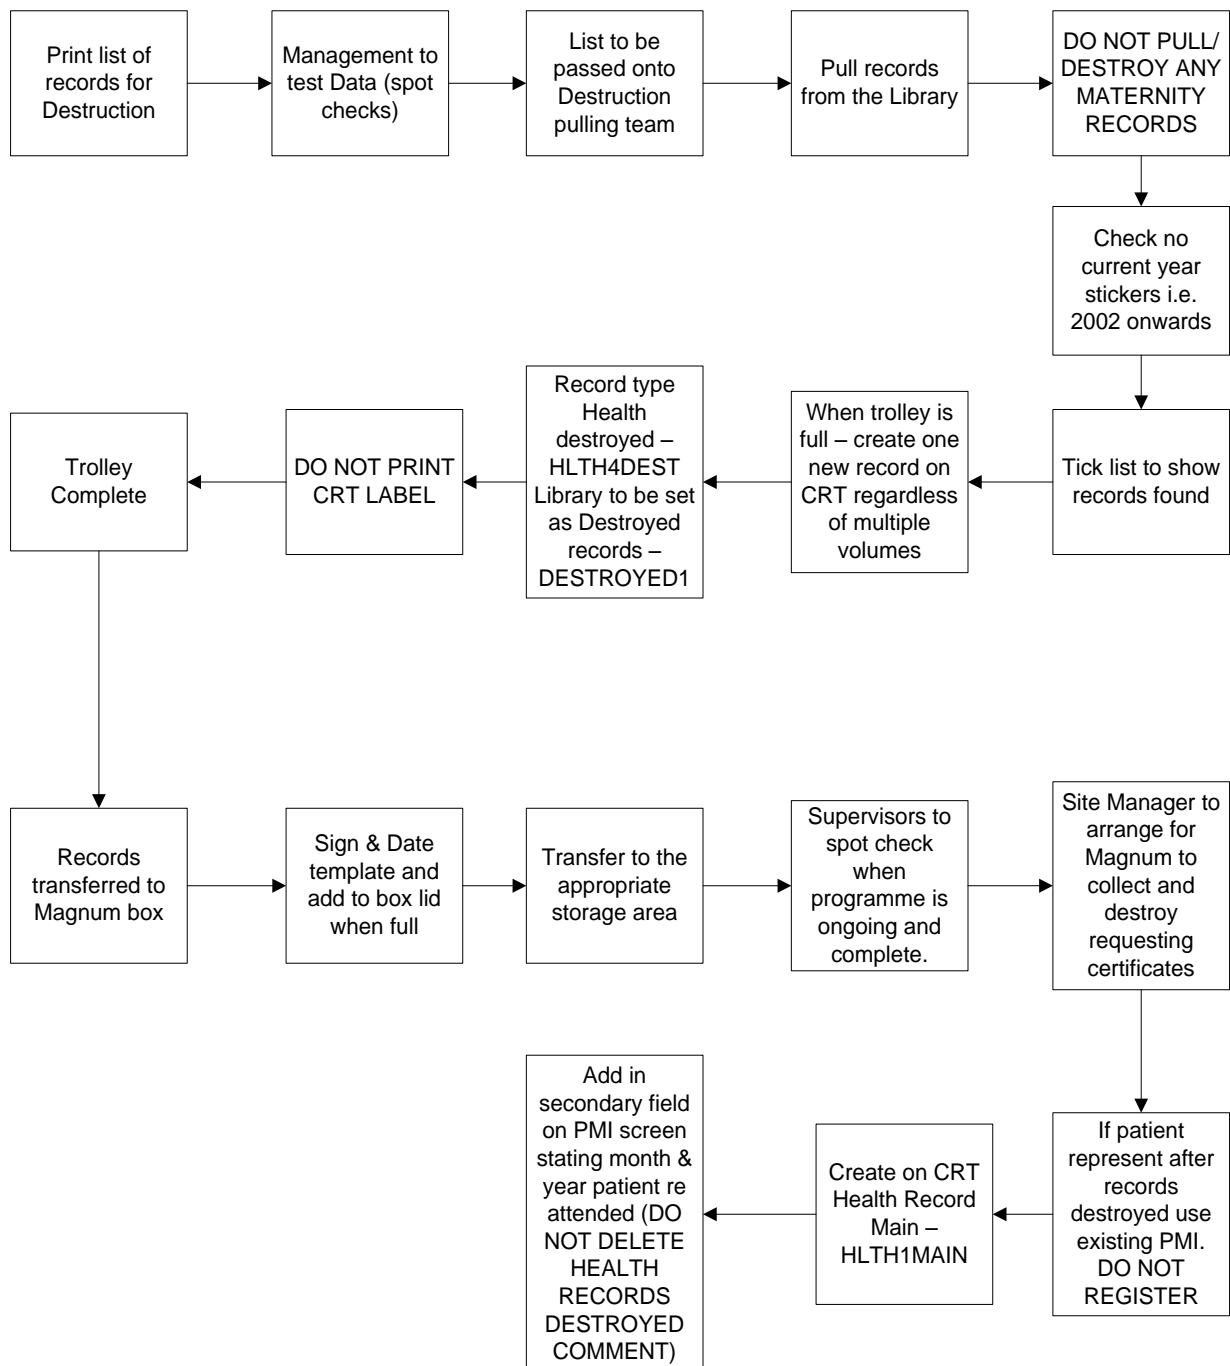 Print list of
records for
Destruction
Management to
test Data (spot
checks)
List to be
passed onto
Destruction
pulling team
Pull records
from the Library
DO NOT PULL/
DESTROY ANY
MATERNITY
RECORDS
Check no
current year
stickers i.e.
2002 onwards
Tick list to show
records found
When trolley is
full – create one
new record on
CRT regardless
of multiple
volumes
Record type
Health
destroyed –
HLTH4DEST
Library to be set
as Destroyed
records –
DESTROYED1
DO NOT PRINT
CRT LABEL
Trolley
Complete
Records
transferred to
Magnum box
Sign & Date
template and
add to box lid
when full
Transfer to the
appropriate
storage area
Supervisors to
spot check
when
programme is
ongoing and
complete.
Site Manager to
arrange for
Magnum to
collect and
destroy
requesting
certificates
If patient
represent after
records
destroyed use
existing PMI.
DO NOT
REGISTER
Create on CRT
Health Record
Main –
HLTH1MAIN
Add in
secondary field
on PMI screen
stating month &
year patient re
attended (DO
NOT DELETE
HEALTH
RECORDS
DESTROYED
COMMENT)